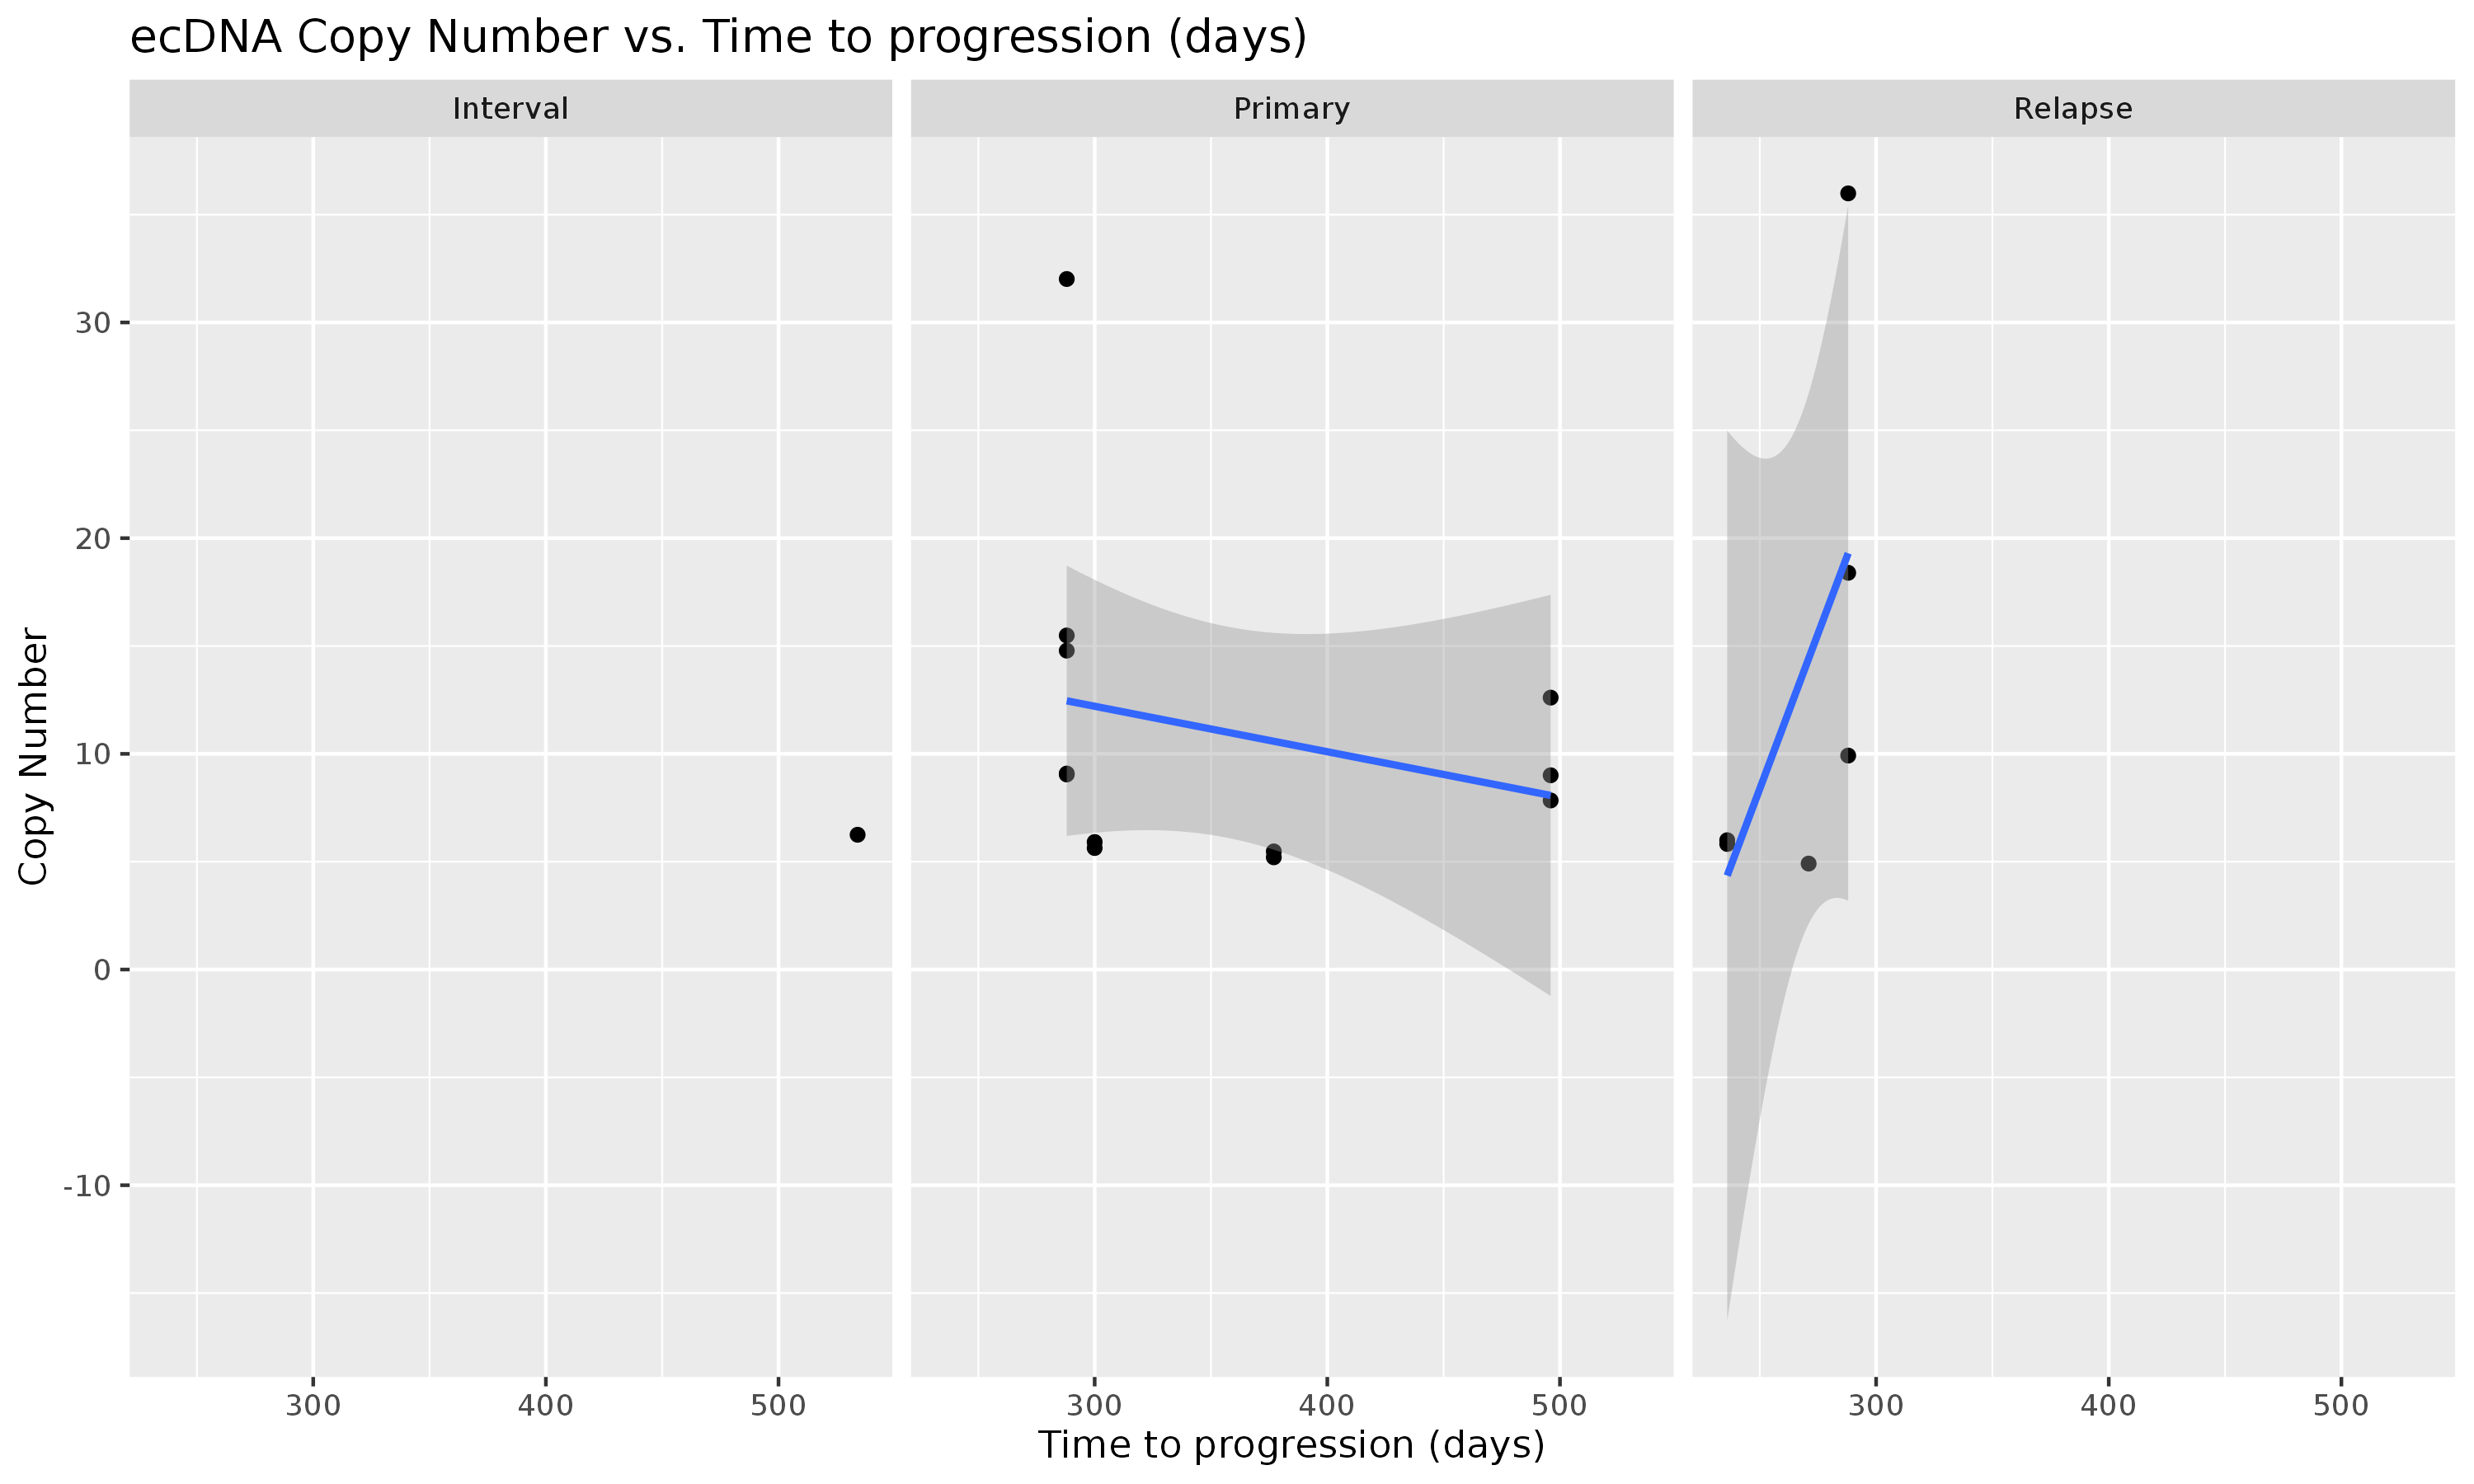 ecDNA Copy Number vs. Time to progression (days)
Interval
Primary
Relapse
Copy Number
30
20
10
0
-10
300 400 500
300 400 500
300 400 500
Time to progression (days)